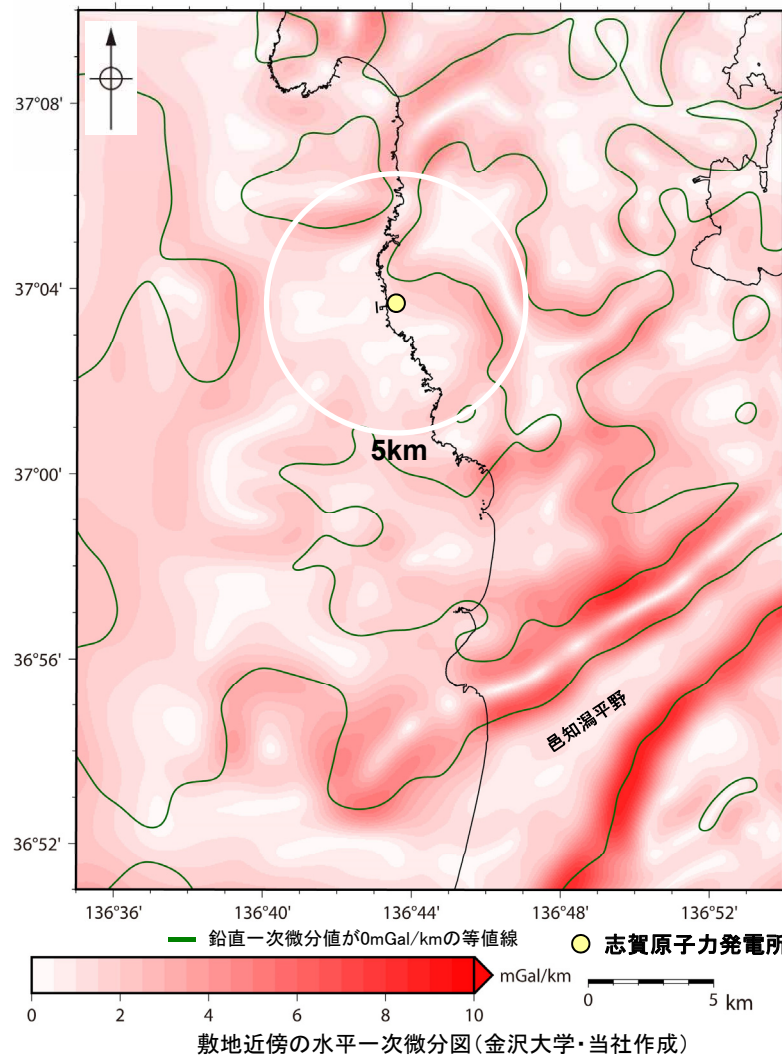 37°08'
37°04'
5km
37°00'
36°56'
邑知潟平野
36°52'
136°36' 136°40' 136°44' 136°48' 136°52'
鉛直一次微分値が0mGal/kmの等値線 志賀原子力発電所
mGal/km
0 2 4 6 8 10
0 5 km
敷地近傍の水平一次微分図(金沢大学・当社作成)